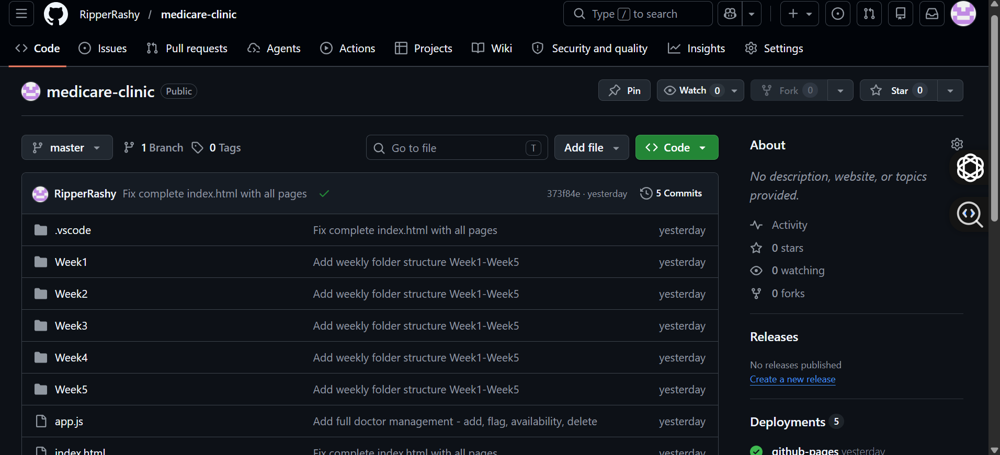 RipperRashy / medicare-clinic
Type / to search
Code Issues Pull requests Agents Actions Projects Wiki Security and quality Insights Settings
medicare-clinic Public
Pin Watch 0 Fork 0 Star 0
master 1 Branch 0 Tags
Go to file T Add file Code
RipperRashy Fix complete index.html with all pages 373f84e · yesterday 5 Commits
.vscode Fix complete index.html with all pages yesterday
Week1 Add weekly folder structure Week1-Week5 yesterday
Week2 Add weekly folder structure Week1-Week5 yesterday
Week3 Add weekly folder structure Week1-Week5 yesterday
Week4 Add weekly folder structure Week1-Week5 yesterday
Week5 Add weekly folder structure Week1-Week5 yesterday
app.js Add full doctor management - add, flag, availability, delete yesterday
index.html Fix complete index.html with all pages yesterday
About
No description, website, or topics
provided.
Activity
0 stars
0 watching
0 forks
Releases
No releases published
Create a new release
Deployments 5
github-pages yesterday